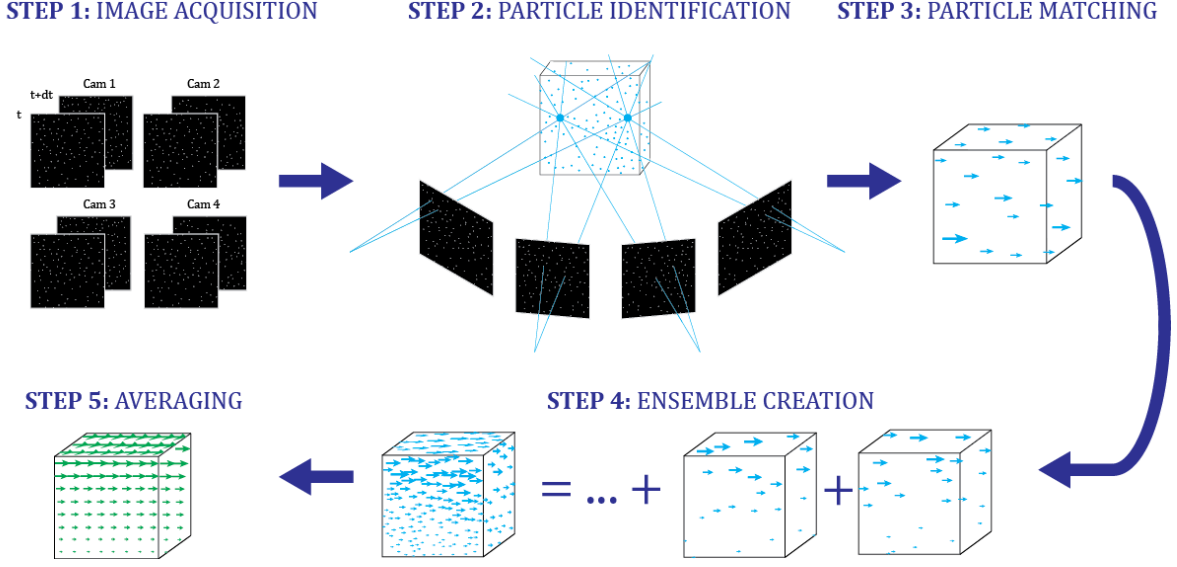 STEP 1: IMAGE ACQUISITION
STEP 2: PARTICLE IDENTIFICATION
STEP 3: PARTICLE MATCHING
Cam 1
Cam 2
t+dt
t
Cam 3
Cam 4
STEP 5: AVERAGING
STEP 4: ENSEMBLE CREATION
= ... + +